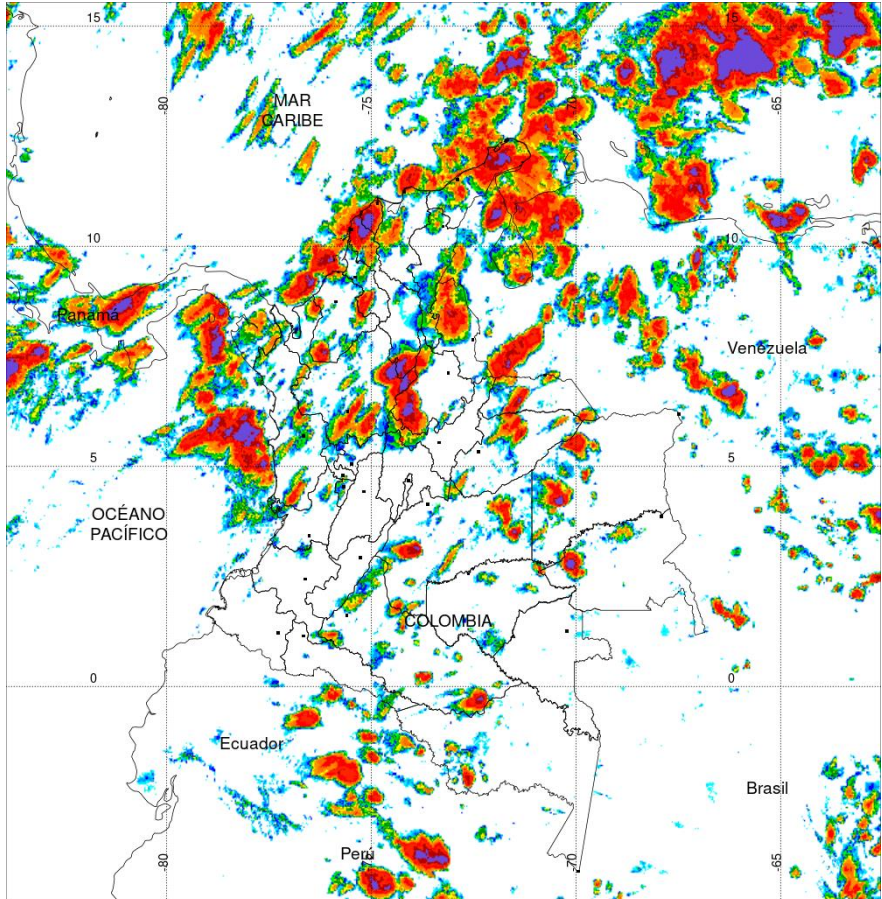 15
15
-80
-75
-70
-65
MAR
CARIBE
10
10
Panamá
Venezuela
5
5
OCÉANO
PACÍFICO
COLOMBIA
0
0
Ecuador
Brasil
Perú
-80
-70
-65